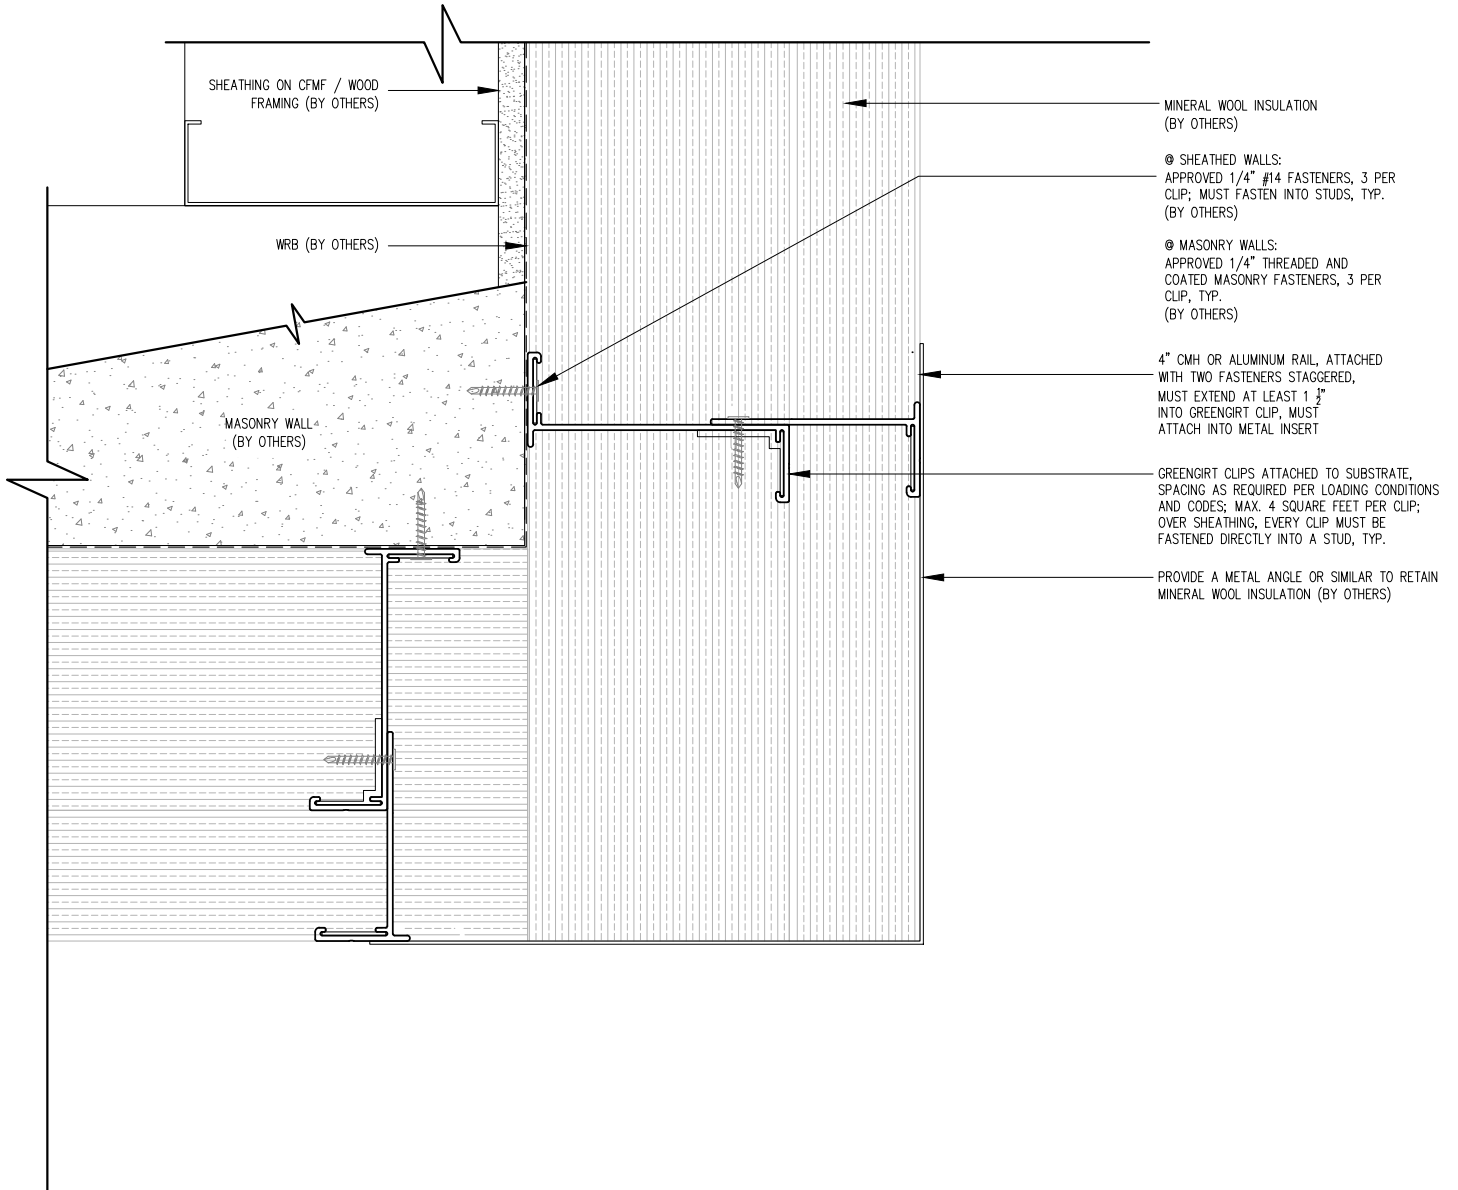 SHEATHING ON CFMF / WOOD
FRAMING (BY OTHERS)
WRB (BY OTHERS)
MASONRY WALL
(BY OTHERS)
MINERAL WOOL INSULATION
(BY OTHERS)
@ SHEATHED WALLS:
APPROVED 1/4" #14 FASTENERS, 3 PER
CLIP; MUST FASTEN INTO STUDS, TYP.
(BY OTHERS)
@ MASONRY WALLS:
APPROVED 1/4" THREADED AND
COATED MASONRY FASTENERS, 3 PER
CLIP, TYP.
(BY OTHERS)
4" CMH OR ALUMINUM RAIL, ATTACHED
WITH TWO FASTENERS STAGGERED,
MUST EXTEND AT LEAST 1 1/2"
INTO GREENGIRT CLIP, MUST
ATTACH INTO METAL INSERT
GREENGIRT CLIPS ATTACHED TO SUBSTRATE,
SPACING AS REQUIRED PER LOADING CONDITIONS
AND CODES; MAX. 4 SQUARE FEET PER CLIP;
OVER SHEATHING, EVERY CLIP MUST BE
FASTENED DIRECTLY INTO A STUD, TYP.
PROVIDE A METAL ANGLE OR SIMILAR TO RETAIN
MINERAL WOOL INSULATION (BY OTHERS)